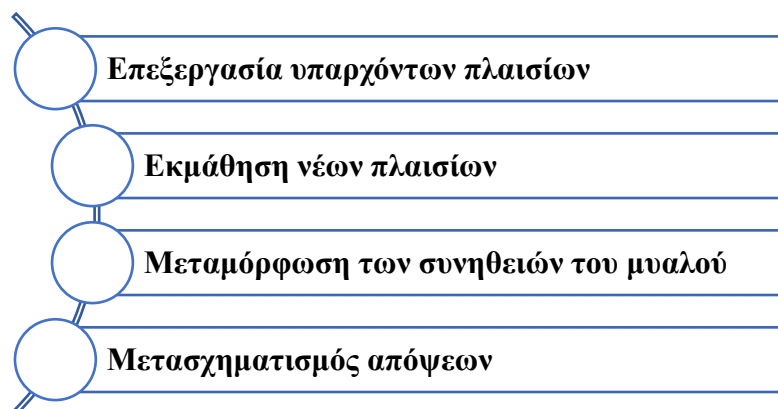 Επεξεργασία υπαρχόντων πλαισίων
Εκμάθηση νέων πλαισίων
Μεταμόρφωση των συνηθειών του μυαλού
Μετασχηματισμός απόψεων